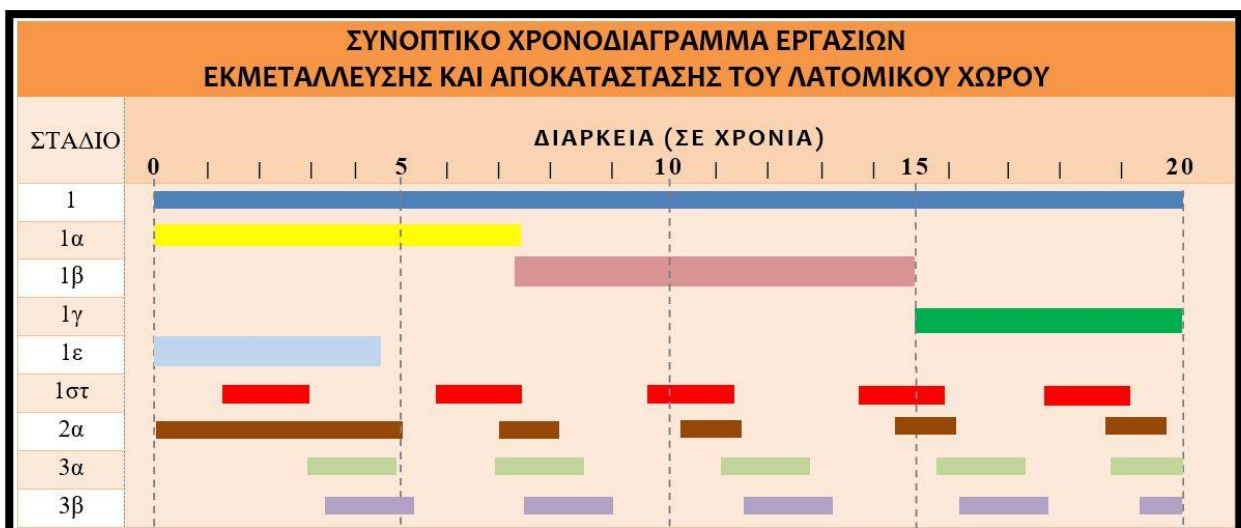 ΣΥΝΟΠΤΙΚΟ ΧΡΟΝΟΔΙΑΓΡΑΜΜΑ ΕΡΓΑΣΙΩΝ
ΕΚΜΕΤΑΛΛΕΥΣΗΣ ΚΑΙ ΑΠΟΚΑΤΑΣΤΑΣΗΣ ΤΟΥ ΛΑΤΟΜΙΚΟΥ ΧΩΡΟΥ
ΣΤΑΔΙΟ
ΔΙΑΡΚΕΙΑ (ΣΕ ΧΡΟΝΙΑ)
0 5 10 15 20
1
1α
1β
1γ
1ε
1στ
2α
3α
3β